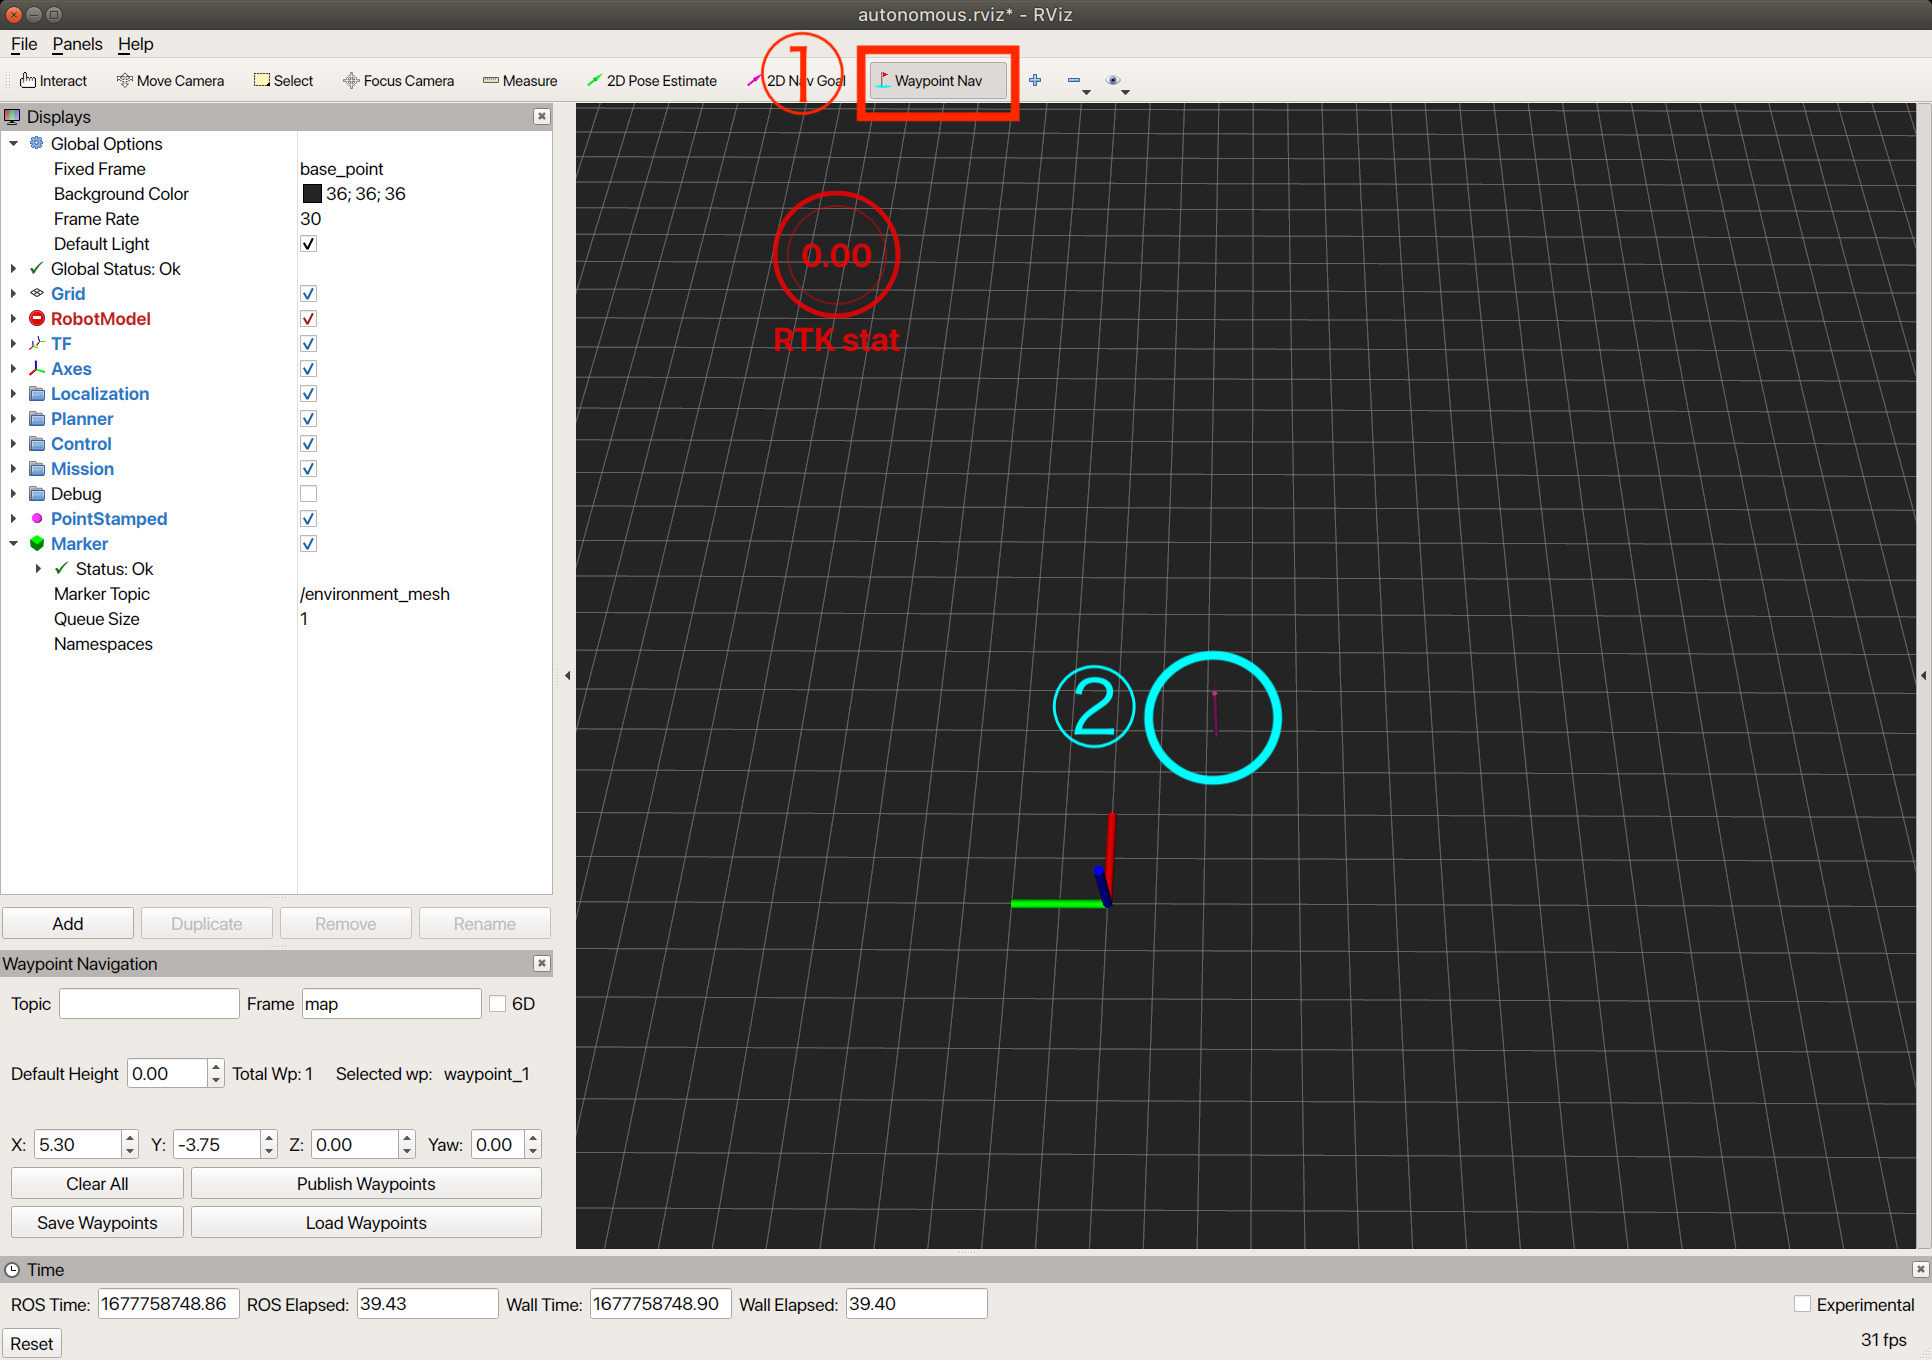 autonomous.rviz* - RViz
File Panels Help
Interact Move Camera Select Focus Camera Measure 2D Pose Estimate 2D Nav Goal Waypoint Nav
①
Displays
Global Options
Fixed Frame base_point
Background Color 36; 36; 36
Frame Rate 30
Default Light
Global Status: Ok
Grid
RobotModel
TF
Axes
Localization
Planner
Control
Mission
Debug
PointStamped
Marker
Status: Ok
Marker Topic /environment_mesh
Queue Size 1
Namespaces
Add Duplicate Remove Rename
0.00
RTK stat
②
Waypoint Navigation
Topic Frame map 6D
Default Height 0.00 Total Wp: 1 Selected wp: waypoint_1
X: 5.30 Y: -3.75 Z: 0.00 Yaw: 0.00
Clear All Publish Waypoints
Save Waypoints Load Waypoints
Time
ROS Time: 1677758748.86 ROS Elapsed: 39.43 Wall Time: 1677758748.90 Wall Elapsed: 39.40 Experimental
Reset 31 fps